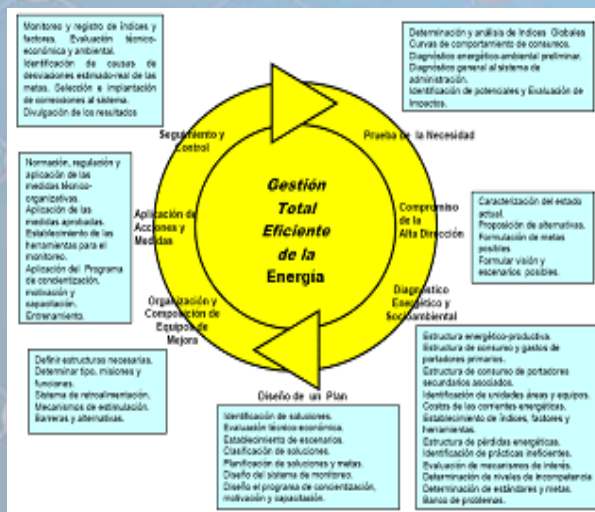 Monitoreo y registro de índices y
factores. Evaluación técnico-
económica y ambiental.
Identificación de causas de
desviaciones estimado-real de las
metas. Selección e implantación
de correcciones al sistema.
Divulgación de los resultados
Determinación y análisis de Indices Globales
Curvas de comportamiento de consumos.
Diagnóstico energético-ambiental preliminar.
Diagnóstico general al sistema de
administración.
Identificación de potenciales y Evaluación de
Impactos.
Seguimiento y
Control
Prueba de la Necesidad
Normación, regulación y
aplicación de las
medidas técnico-
organizativas.
Aplicación de las
medidas aprobadas.
Establecimiento de las
herramientas para el
monitoreo.
Aplicación del Programa
de concientización,
motivación y
capacitación.
Entrenamiento.
Aplicación de
Acciones y
Medidas
Gestión
Total
Eficiente
de la
Energía
Compromiso
de la
Alta Dirección
Caracterización del estado
actual.
Proposición de alternativas.
Formulación de metas
posibles
Formular visión y
escenarios posibles.
Organización y
Composición de
Equipos de
Mejora
Diagnóstico
Energético y
Socioambiental
Definir estructuras necesarias.
Determinar tipo, misiones y
funciones.
Sistema de retroalimentación.
Mecanismos de estimulación.
Barreras y alternativas.
Diseño de un Plan
Identificación de soluciones.
Evaluación técnico-económica.
Establecimiento de escenarios.
Clasificación de soluciones.
Planificación de soluciones y metas.
Diseño del sistema de monitoreo.
Diseño el programa de concientización,
motivación y capacitación.
Estructura energético-productiva.
Estructura de consumo y gastos de
portadores primarios.
Estructura de consumo de portadores
secundarios asociados.
Identificación de unidades áreas y equipos.
Costos de las corrientes energéticas.
Establecimiento de índices, factores y
herramientas.
Estructura de pérdidas energéticas.
Identificación de prácticas ineficientes.
Evaluación de mecanismos de interés.
Determinación de niveles de incompetencia
Determinación de estándares y metas.
Banco de problemas.